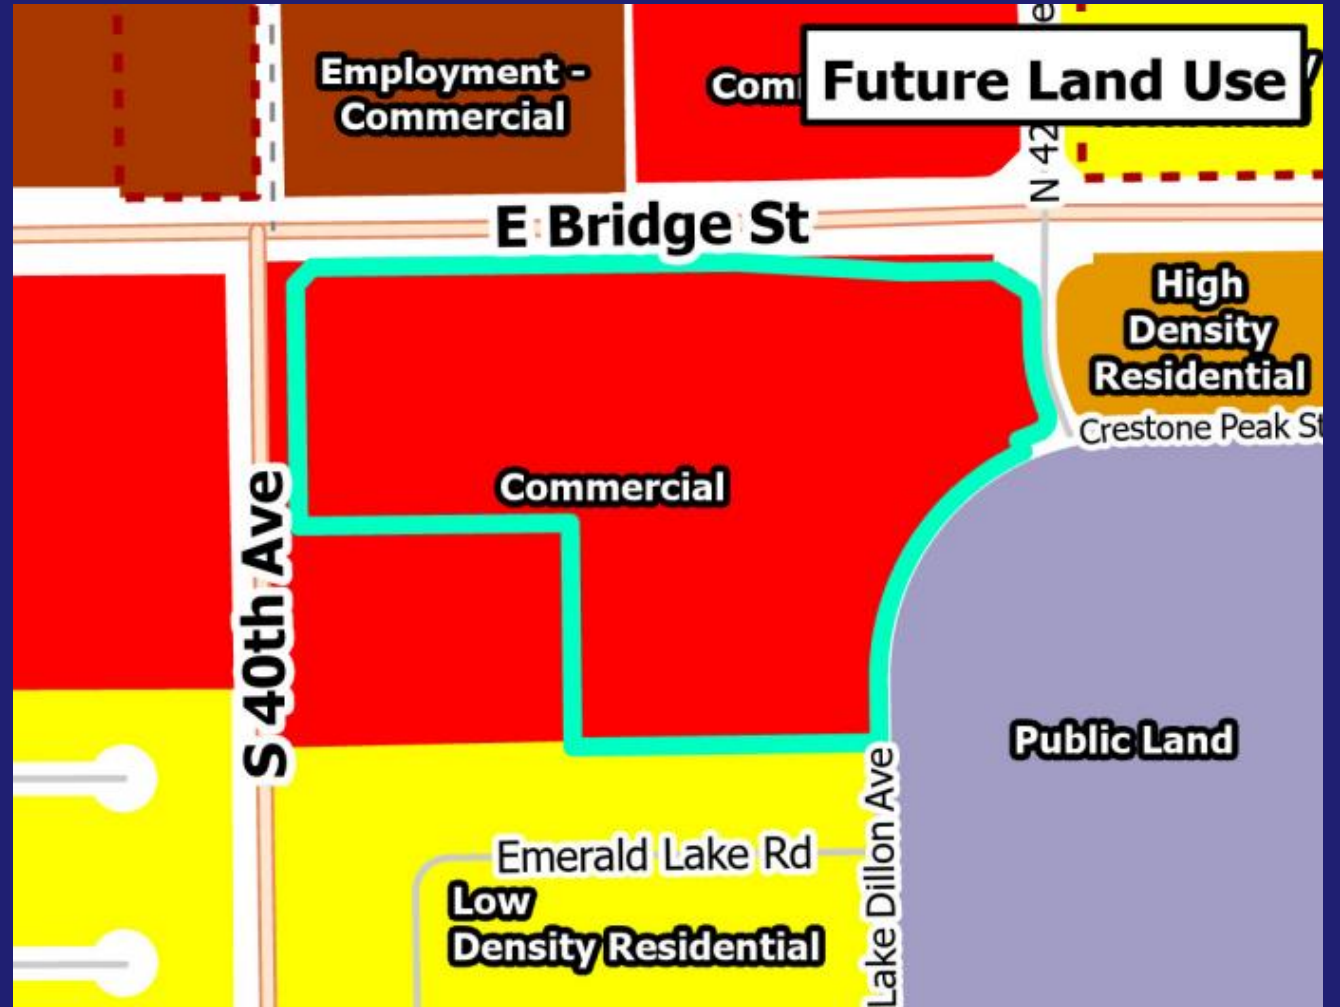 Future Land Use
Employment -
Commercial
N 42
E Bridge St
High
Density
Residential
Crestone Peak St
Commercial
S 40th Ave
Public Land
Emerald Lake Rd
Low
Density Residential
Lake Dillon Ave